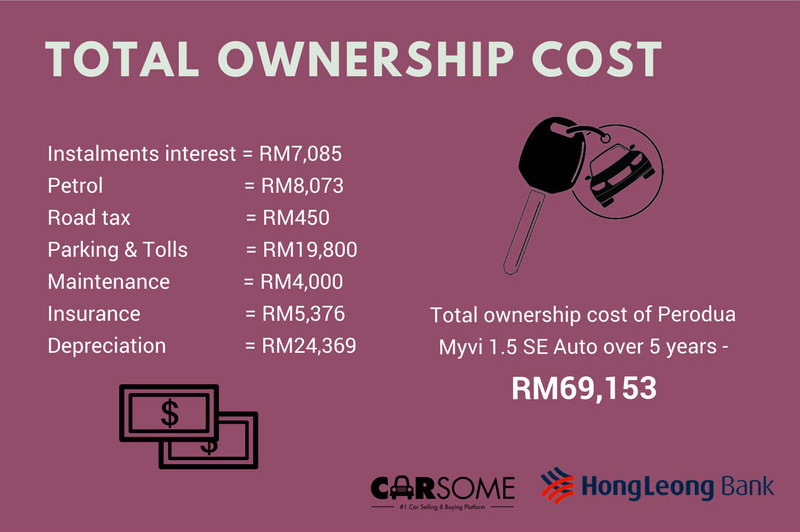 TOTAL OWNERSHIP COST
Instalments interest = RM7,085
Petrol = RM8,073
Road tax = RM450
Parking & Tolls = RM19,800
Maintenance = RM4,000
Insurance = RM5,376
Depreciation = RM24,369
Total ownership cost of Perodua
Myvi 1.5 SE Auto over 5 years -
RM69,153
$
$
CARSOME
#1 Car Selling & Buying Platform
HongLeong Bank